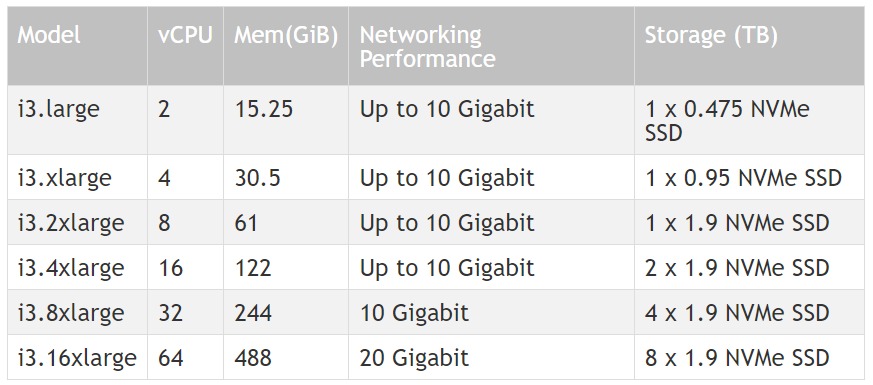 Model vCPU Mem(GiB) Networking Performance Storage (TB)
i3.large 2 15.25 Up to 10 Gigabit 1 x 0.475 NVMe SSD
i3.xlarge 4 30.5 Up to 10 Gigabit 1 x 0.95 NVMe SSD
i3.2xlarge 8 61 Up to 10 Gigabit 1 x 1.9 NVMe SSD
i3.4xlarge 16 122 Up to 10 Gigabit 2 x 1.9 NVMe SSD
i3.8xlarge 32 244 10 Gigabit 4 x 1.9 NVMe SSD
i3.16xlarge 64 488 20 Gigabit 8 x 1.9 NVMe SSD